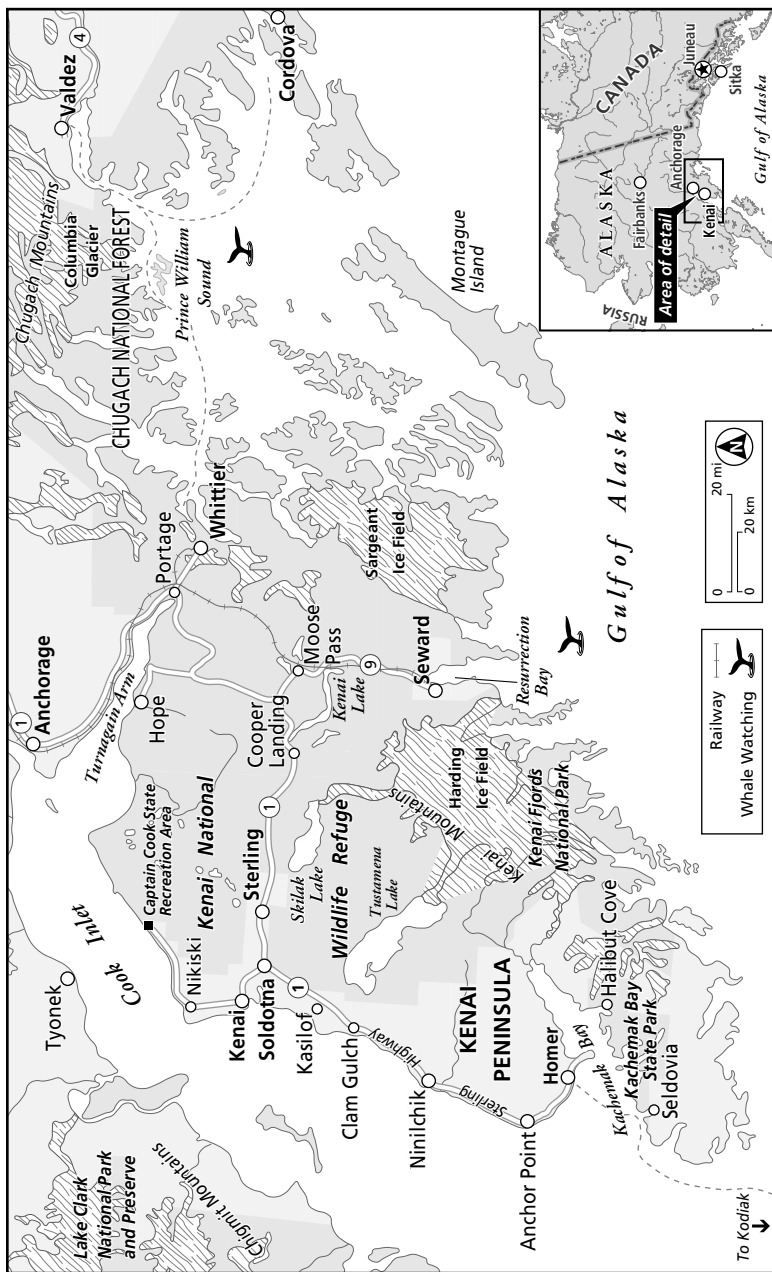 Lake Clark
National Park
and Preserve
Chigmit Mountains
Tyonek
Cook Inlet
1
Anchorage
Turnagain Arm
Hope
Portage
Whittier
Chugach Mountains
Columbia
Glacier
CHUGACH NATIONAL FOREST
Prince William
Sound
Valdez
4
Cordova
Montague
Island
Captain Cook State
Recreation Area
Nikiski
Kenai
Soldotna
Sterling
1
Kenai National
Wildlife Refuge
Skilak
Lake
Tustamena
Lake
Cooper
Landing
Moose
Pass
Kenai
Lake
9
Seward
Resurrection
Bay
Sargeant
Ice Field
Harding
Ice Field
Kenai Mountains
Kenai Fjords
National Park
1
Kasilof
Clam Gulch
Sterling Highway
Ninilchik
Anchor Point
KENAI
PENINSULA
Homer
Kachemak Bay
Halibut Cove
Kachemak Bay
State Park
Seldovia
To Kodiak
Gulf of Alaska
Railway
Whale Watching
0 20 mi
0 20 km
N
RUSSIA
ALASKA
Fairbanks
Anchorage
Kenai
Area of detail
CANADA
Juneau
Sitka
Gulf of Alaska